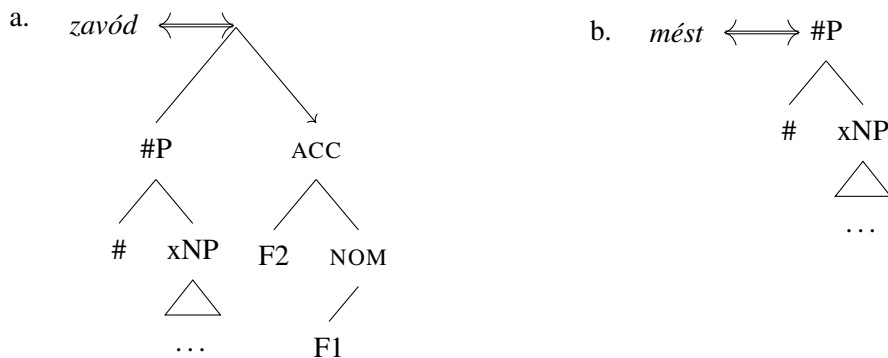 a. zavód b. mést #P
#P ACC # xNP
# xNP F2 NOM …
… F1